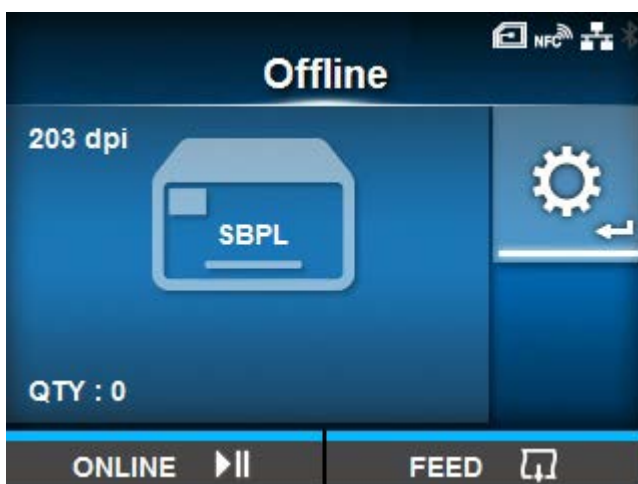 NFC
Offline
203 dpi
SBPL
QTY : 0
ONLINE
FEED